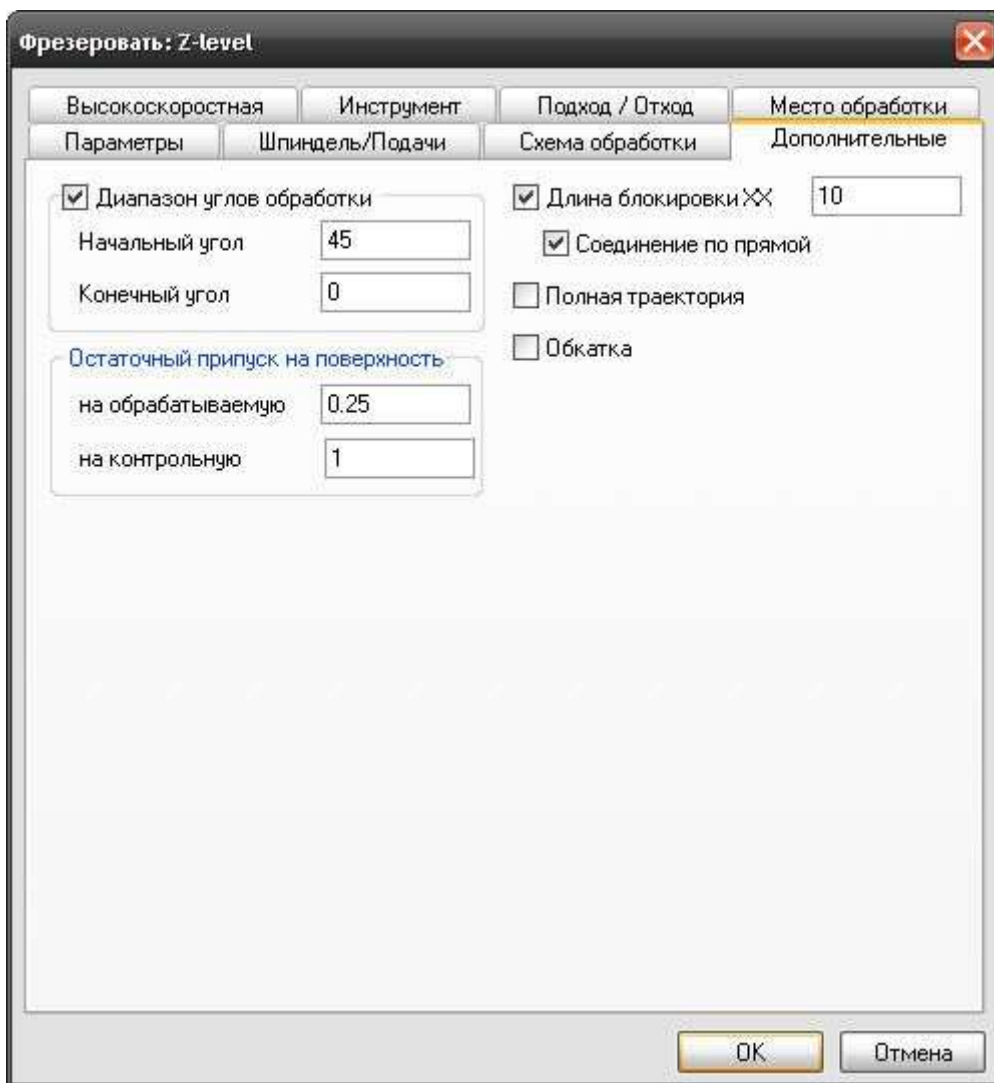 Фрезеровать: Z-level
Высокоскоростная Инструмент Подход / Отход Место обработки
Параметры Шпиндель/Подачи Схема обработки Дополнительные
Диапазон углов обработки
Начальный угол 45
Конечный угол 0
Остаточный припуск на поверхность
на обрабатываемую 0.25
на контрольную 1
Длина блокировки XX 10
Соединение по прямой
Полная траектория
Обкатка
OK Отмена